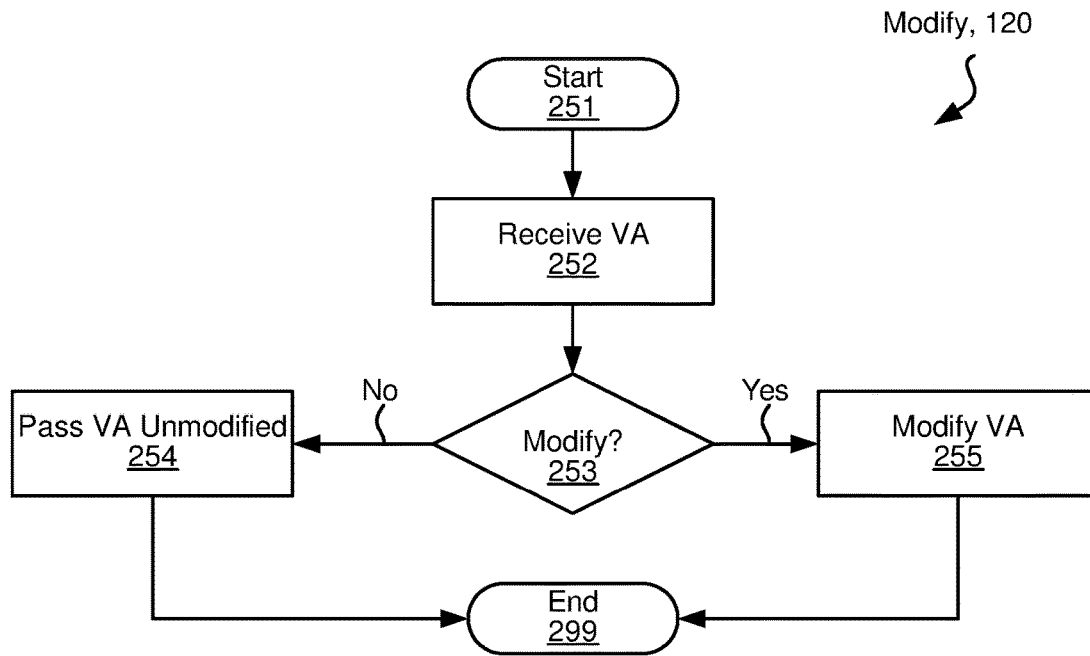 Modify, 120
Start
251
Receive VA
252
No
Yes
Pass VA Unmodified
254
Modify?
253
Modify VA
255
End
299